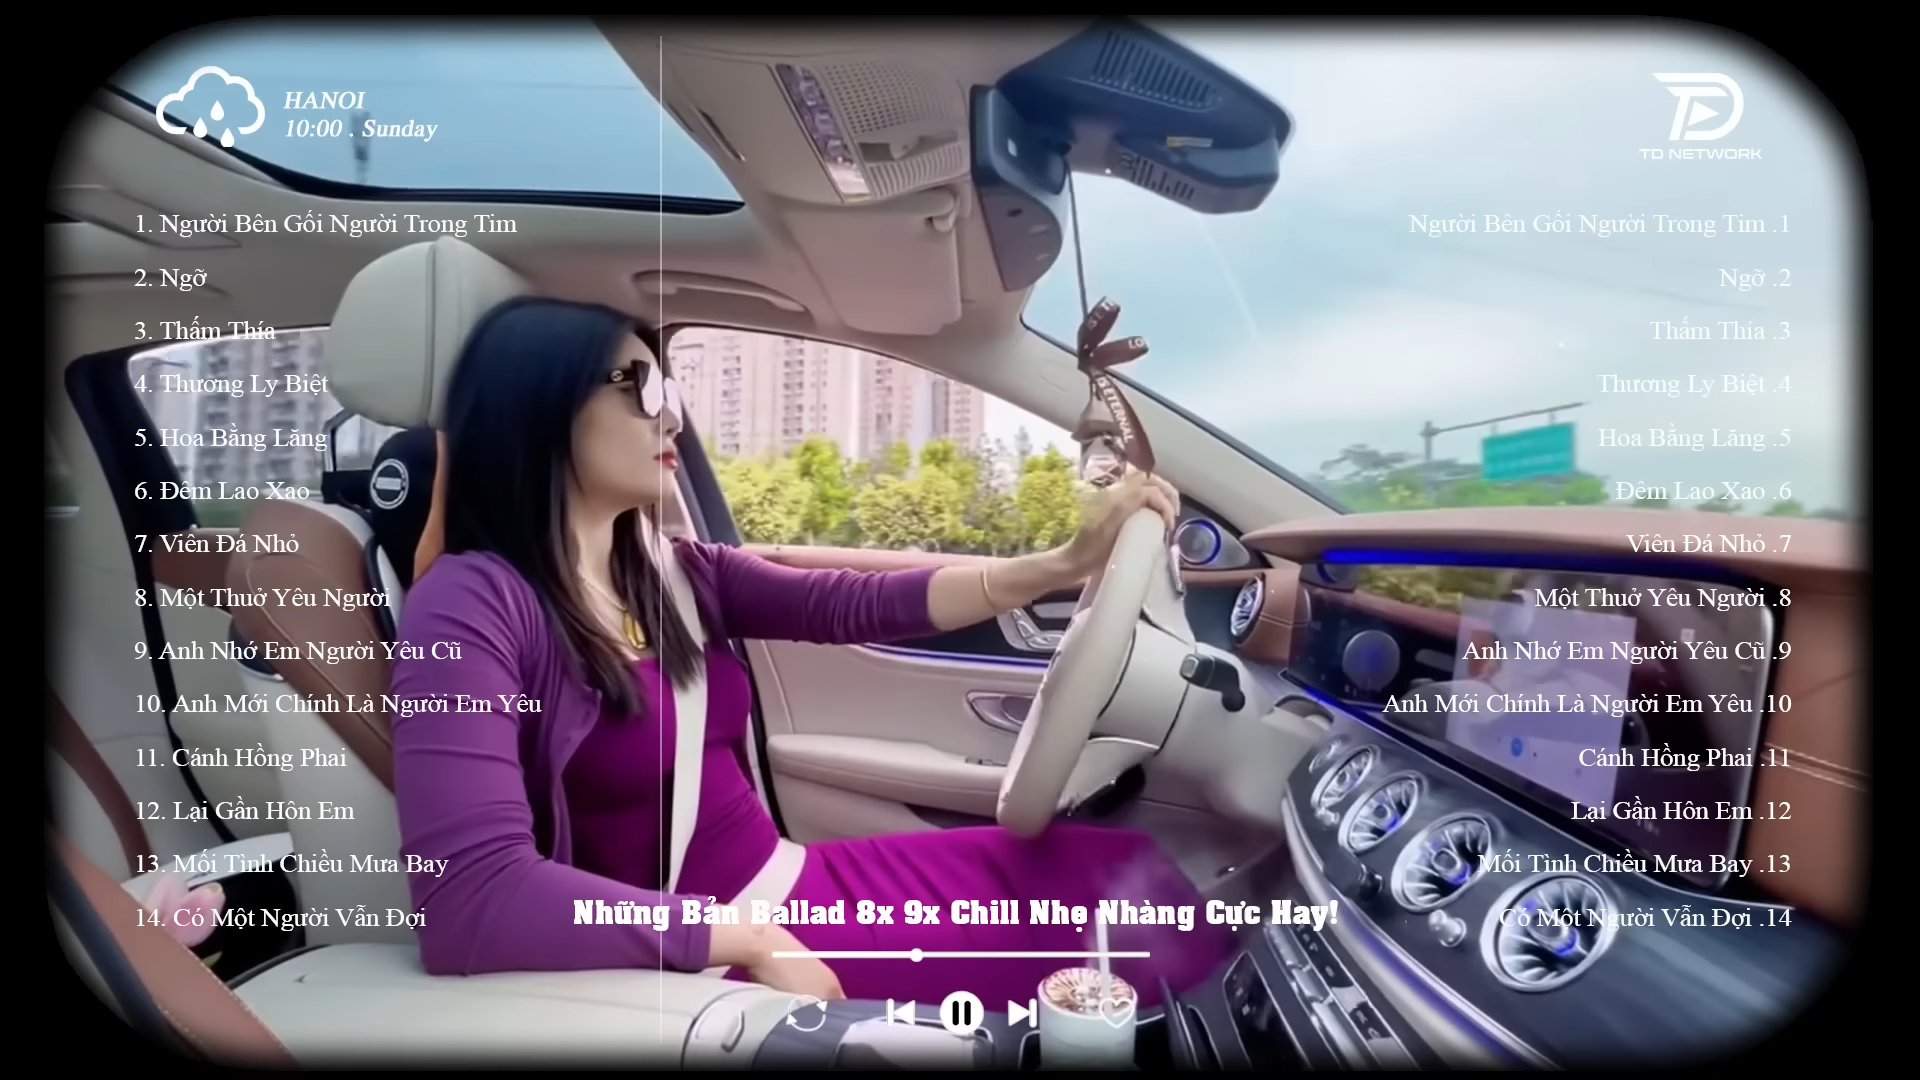 HANOI
10:00 . Sunday
TD NETWORK
1. Người Bên Gối Người Trong Tim
2. Ngỡ
3. Thấm Thía
4. Thương Ly Biệt
5. Hoa Bằng Lăng
6. Đêm Lao Xao
7. Viên Đá Nhỏ
8. Một Thuở Yêu Người
9. Anh Nhớ Em Người Yêu Cũ
10. Anh Mới Chính Là Người Em Yêu
11. Cánh Hồng Phai
12. Lại Gần Hôn Em
13. Mối Tình Chiều Mưa Bay
14. Có Một Người Vẫn Đợi
Người Bên Gối Người Trong Tim .1
Ngỡ .2
Thấm Thía .3
Thương Ly Biệt .4
Hoa Bằng Lăng .5
Đêm Lao Xao .6
Viên Đá Nhỏ .7
Một Thuở Yêu Người .8
Anh Nhớ Em Người Yêu Cũ .9
Anh Mới Chính Là Người Em Yêu .10
Cánh Hồng Phai .11
Lại Gần Hôn Em .12
Mối Tình Chiều Mưa Bay .13
Có Một Người Vẫn Đợi .14
ETERNAL
Những Bản Ballad 8x 9x Chill Nhẹ Nhàng Cực Hay!